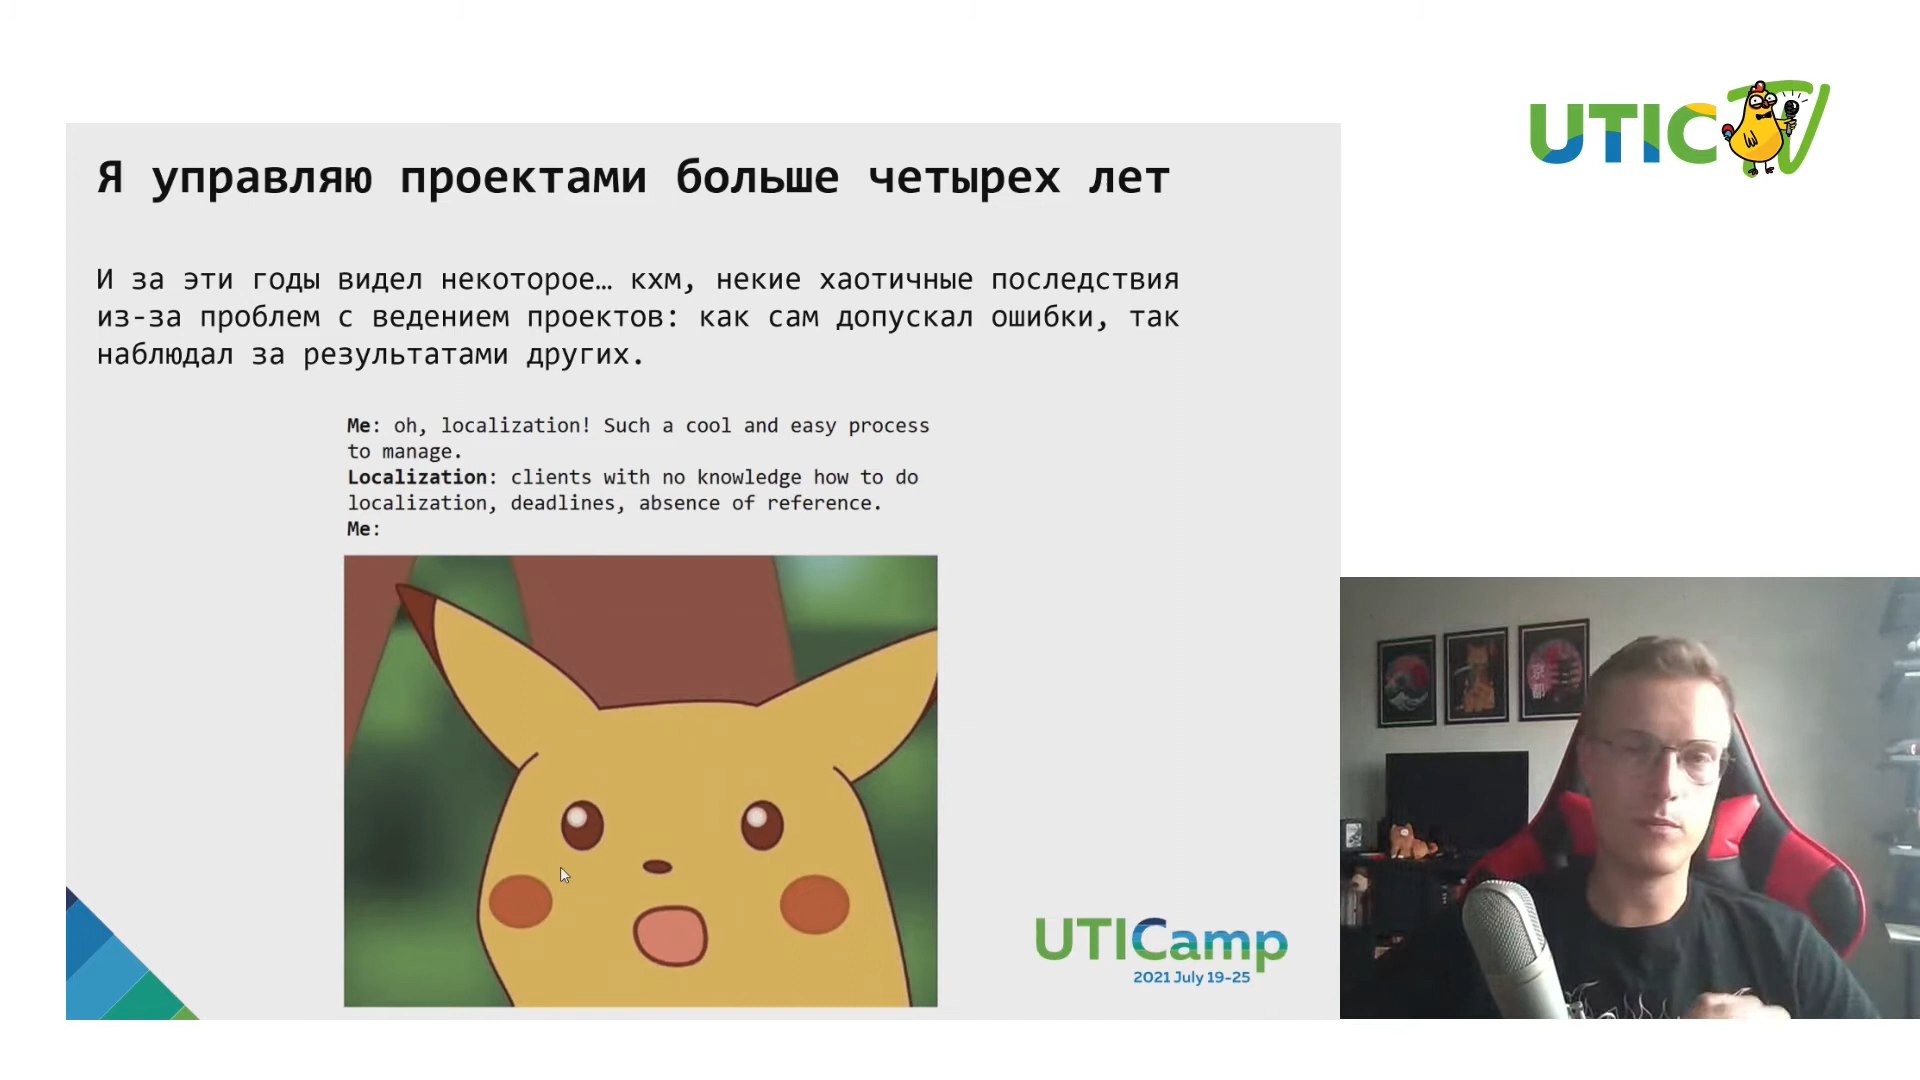 UTIC TV
Я управляю проектами больше четырех лет
И за эти годы видел некоторое… кхм, некие хаотичные последствия
из-за проблем с ведением проектов: как сам допускал ошибки, так
наблюдал за результатами других.
Me: oh, localization! Such a cool and easy process
to manage.
Localization: clients with no knowledge how to do
localization, deadlines, absence of reference.
Me:
UTICamp
2021 July 19-25
京都